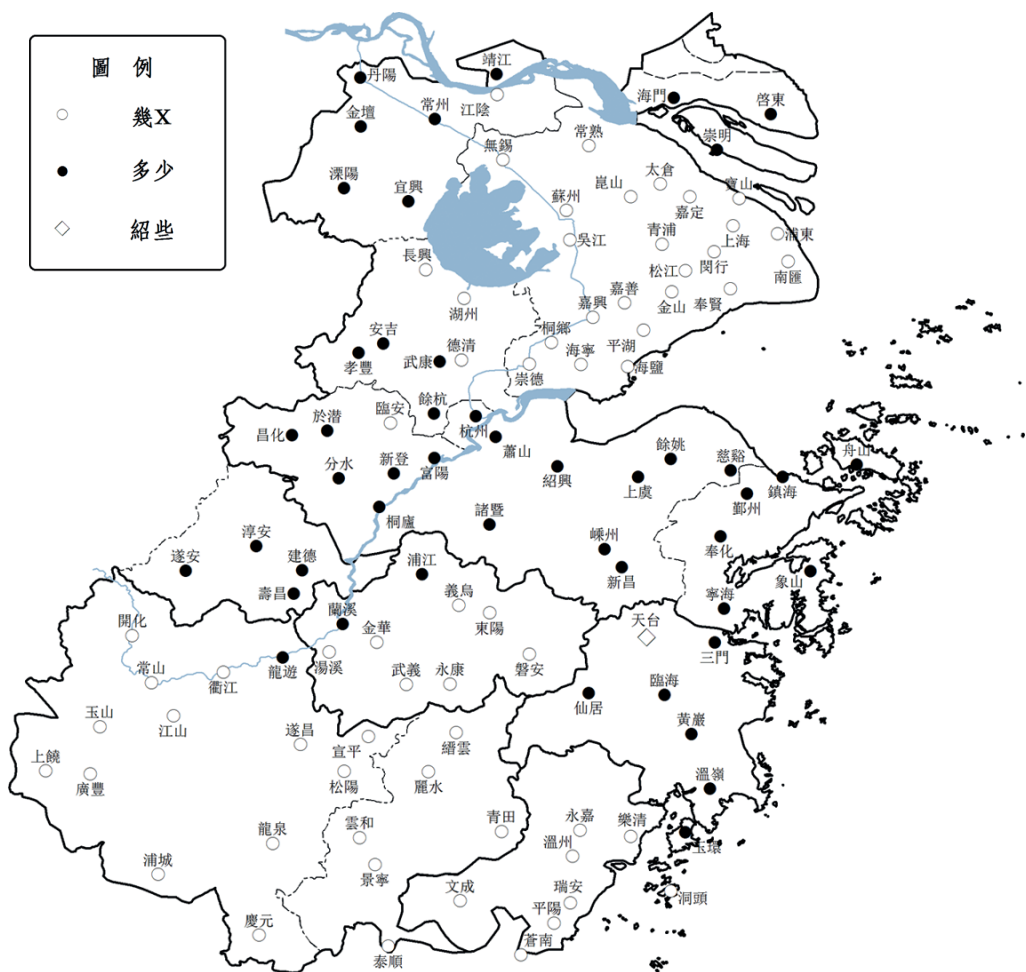 圖 例
幾X
多少
紹些
靖江
丹陽
江陰
海門
啓東
金壇
常州
常熟
崇明
無錫
溧陽
宜興
崑山
太倉
寶山
蘇州
嘉定
吳江
青浦
上海
浦東
長興
松江
閔行
南匯
湖州
嘉善
金山
奉賢
嘉興
安吉
桐鄉
平湖
孝豐
武康
德清
崇德
海寧
海鹽
臨安
餘杭
杭州
昌化
於潛
蕭山
餘姚
慈谿
舟山
分水
新登
富陽
紹興
上虞
鎮海
鄞州
桐廬
諸暨
奉化
淳安
嵊州
遂安
建德
浦江
新昌
象山
壽昌
義烏
寧海
開化
蘭溪
金華
東陽
天台
三門
常山
衢江
龍遊
湯溪
武義
永康
磐安
仙居
臨海
玉山
江山
遂昌
宣平
縉雲
黃巖
上饒
廣豐
松陽
麗水
溫嶺
龍泉
雲和
青田
永嘉
樂清
玉環
溫州
浦城
景寧
文成
瑞安
洞頭
慶元
平陽
泰順
蒼南